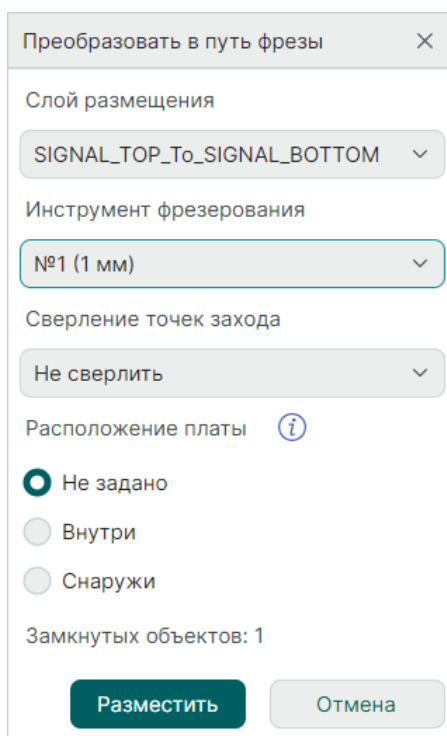 Преобразовать в путь фрезы
Слой размещения
SIGNAL_TOP_To_SIGNAL_BOTTOM
Инструмент фрезерования
№1 (1 мм)
Сверление точек захода
Не сверлить
Расположение платы
Не задано
Внутри
Снаружи
Замкнутых объектов: 1
Разместить Отмена